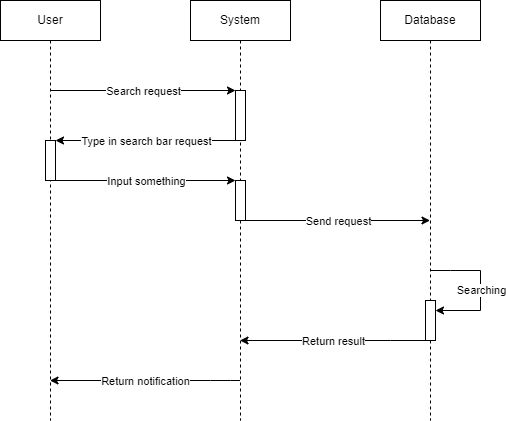 User
System
Database
Search request
Type in search bar request
Input something
Send request
Searching
Return result
Return notification